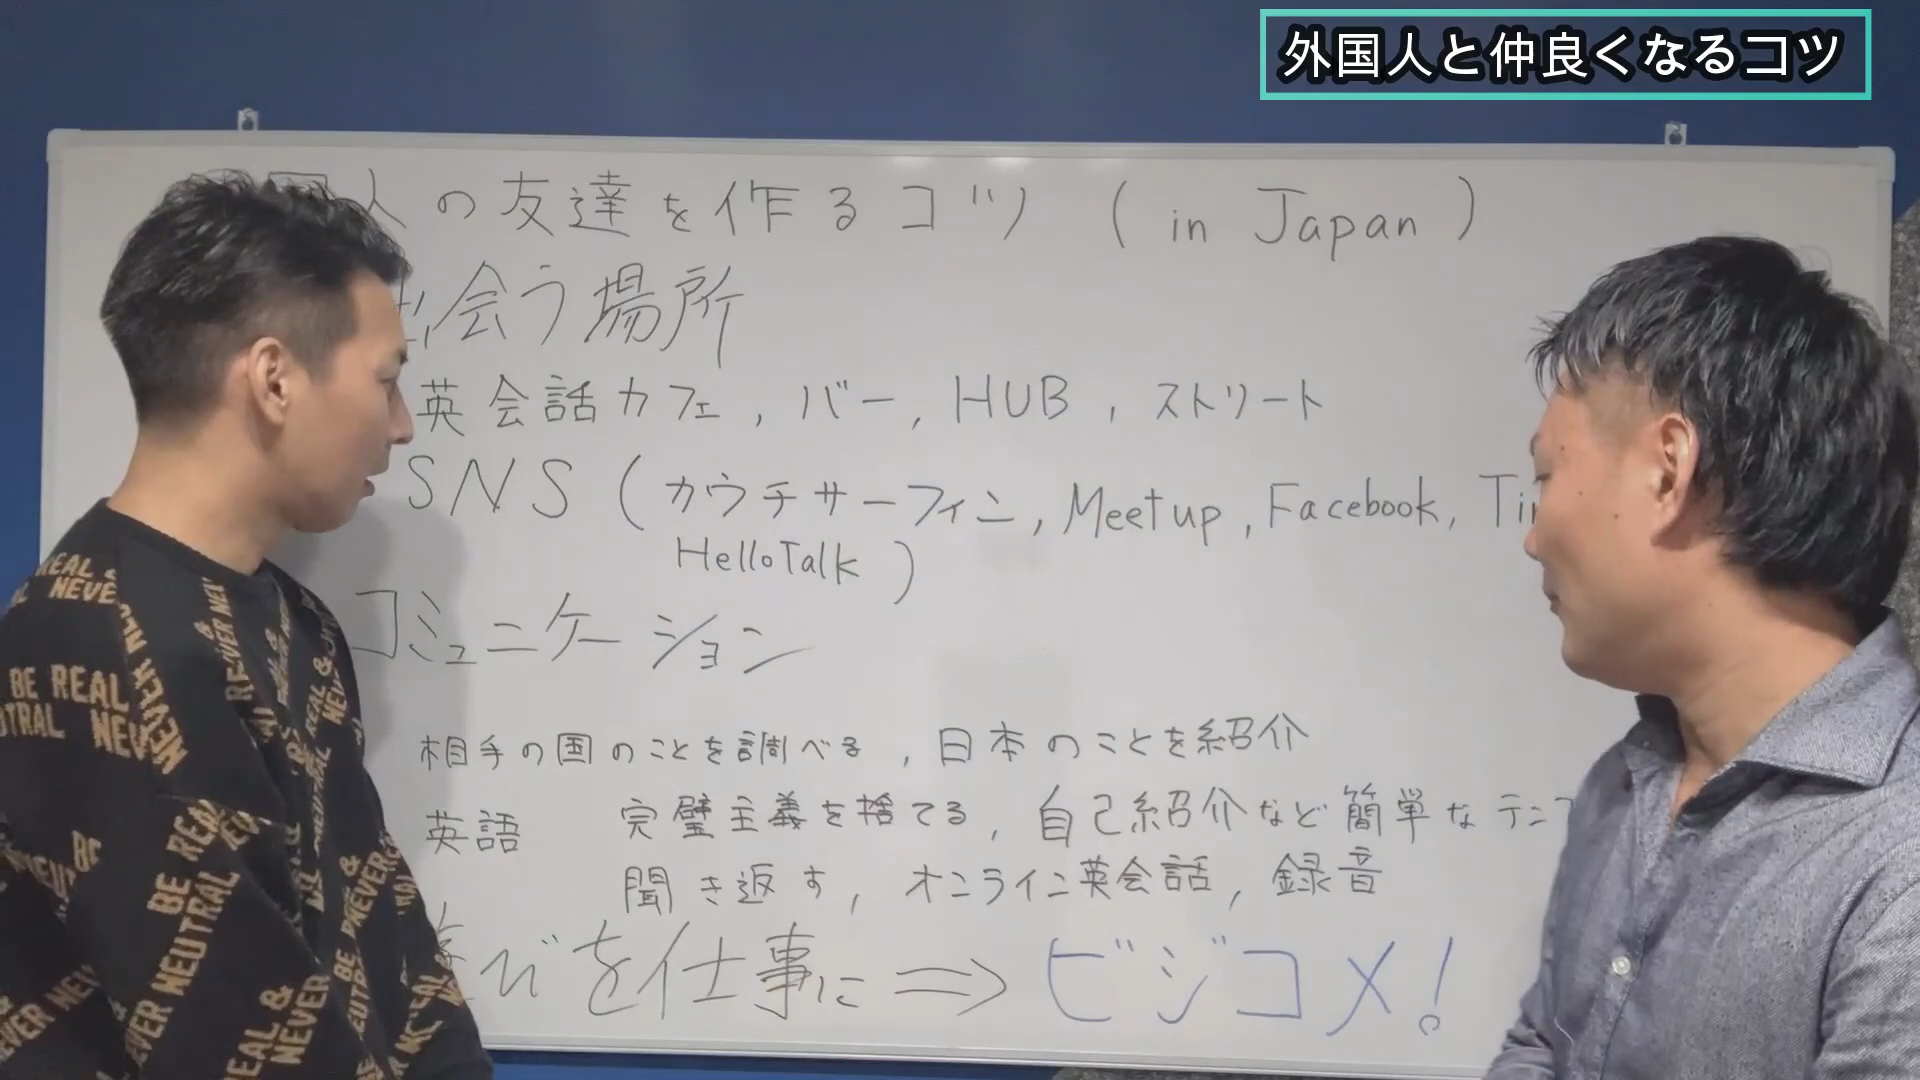 外国人と仲良くなるコツ
人の友達を作るコツ (in Japan)
会う場所
英会話カフェ, バー, HUB, ストリート
SNS (カウチサーフィン, Meetup, Facebook,
HelloTalk)
コミュニケーション
相手の国のことを調べる, 日本のことを紹介
英語 完璧主義を捨てる, 自己紹介など簡単な
聞き返す, オンライン英会話, 録音
びを仕事に ⇒ ビジコメ!
BE REAL
NEVER NEUTRAL